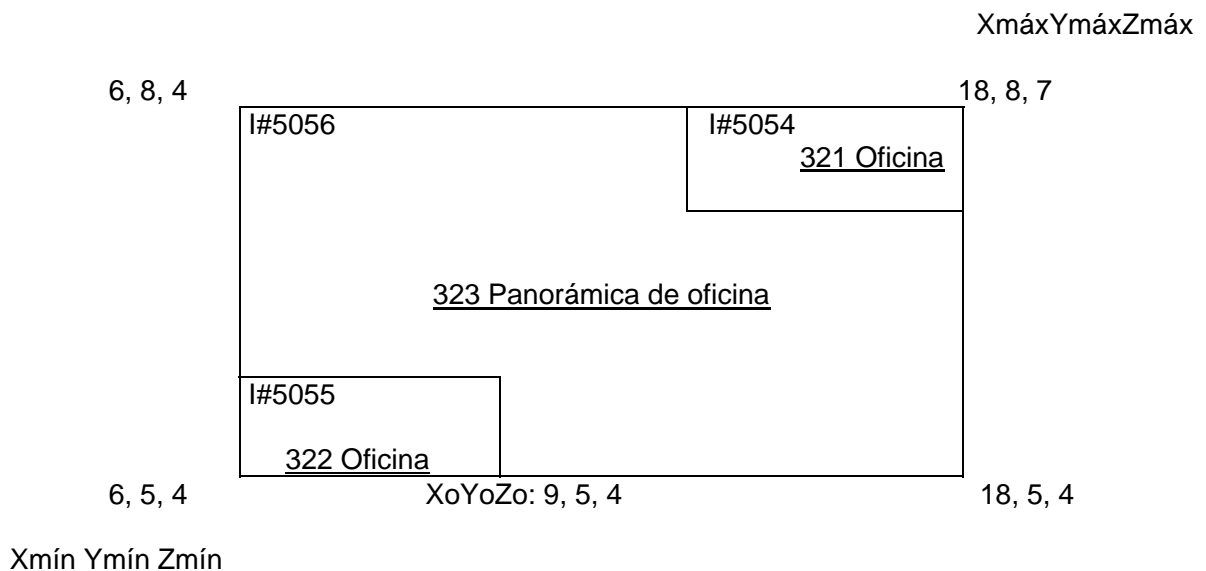 XmáxYmáxZmáx
6, 8, 4
18, 8, 7
I#5056
I#5054
321 Oficina
323 Panorámica de oficina
I#5055
322 Oficina
6, 5, 4
XoYoZo: 9, 5, 4
18, 5, 4
Xmín Ymín Zmín